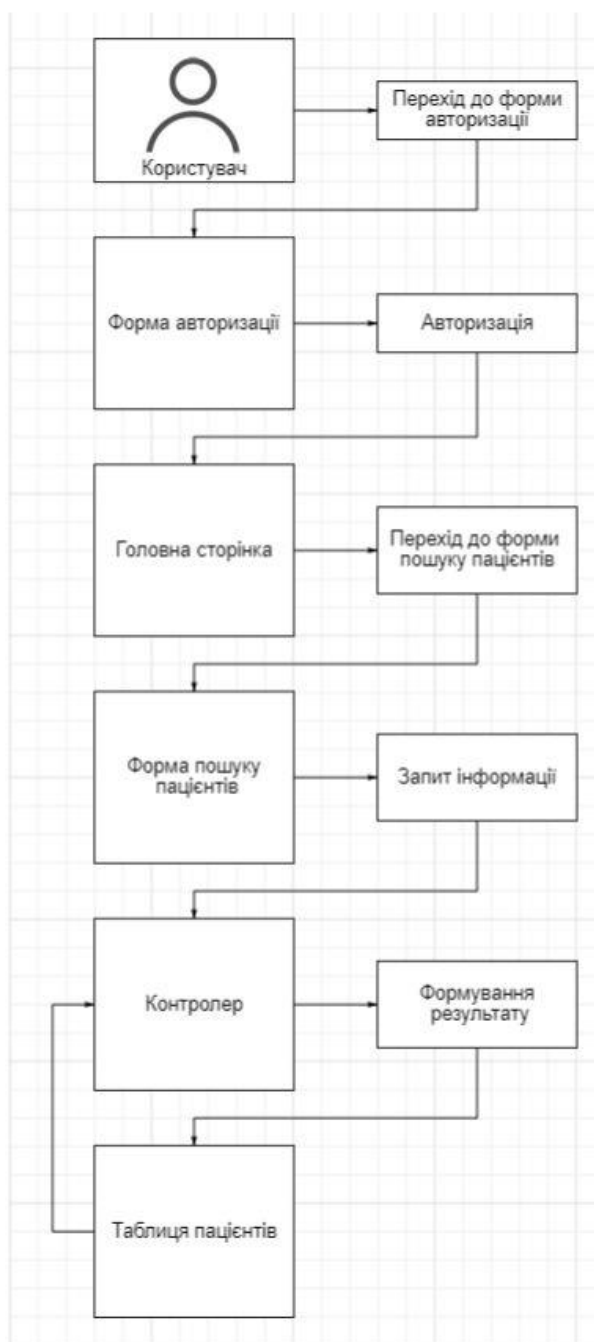 Користувач
Перехід до форми
авторизації
Форма авторизації
Авторизація
Головна сторінка
Перехід до форми
пошуку пацієнтів
Форма пошуку
пацієнтів
Запит інформації
Контролер
Формування
результату
Таблиця пацієнтів